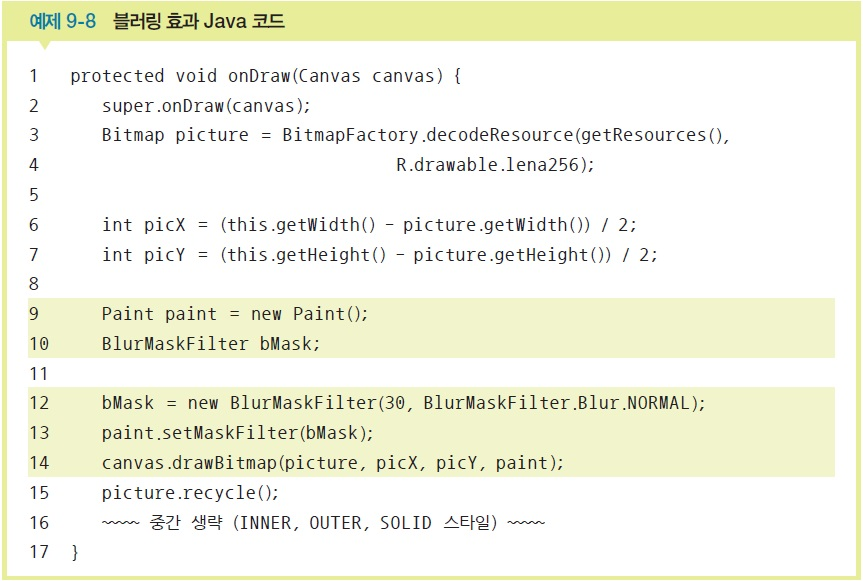 예제 9-8 블러링 효과 Java 코드
1 protected void onDraw(Canvas canvas) {
2 super.onDraw(canvas);
3 Bitmap picture = BitmapFactory.decodeResource(getResources(),
4 R.drawable.lena256);
5
6 int picX = (this.getWidth() - picture.getWidth()) / 2;
7 int picY = (this.getHeight() - picture.getHeight()) / 2;
8
9 Paint paint = new Paint();
10 BlurMaskFilter bMask;
11
12 bMask = new BlurMaskFilter(30, BlurMaskFilter.Blur.NORMAL);
13 paint.setMaskFilter(bMask);
14 canvas.drawBitmap(picture, picX, picY, paint);
15 picture.recycle();
16 ~~~~ 중간 생략 (INNER, OUTER, SOLID 스타일) ~~~~
17 }